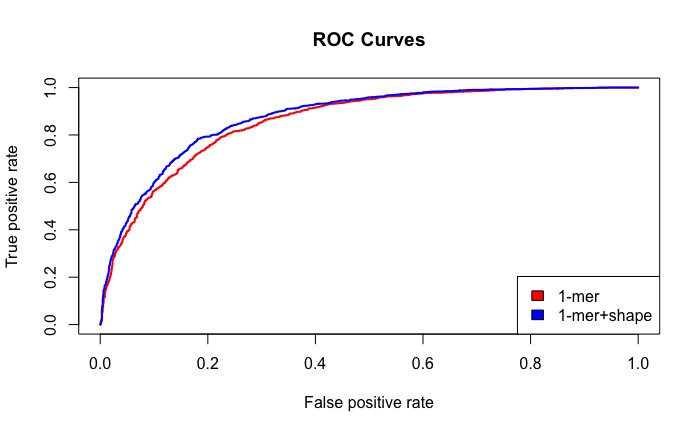 ROC Curves
True positive rate
1.0
0.8
0.6
0.4
0.2
0.0
1-mer
1-mer+shape
0.0 0.2 0.4 0.6 0.8 1.0
False positive rate